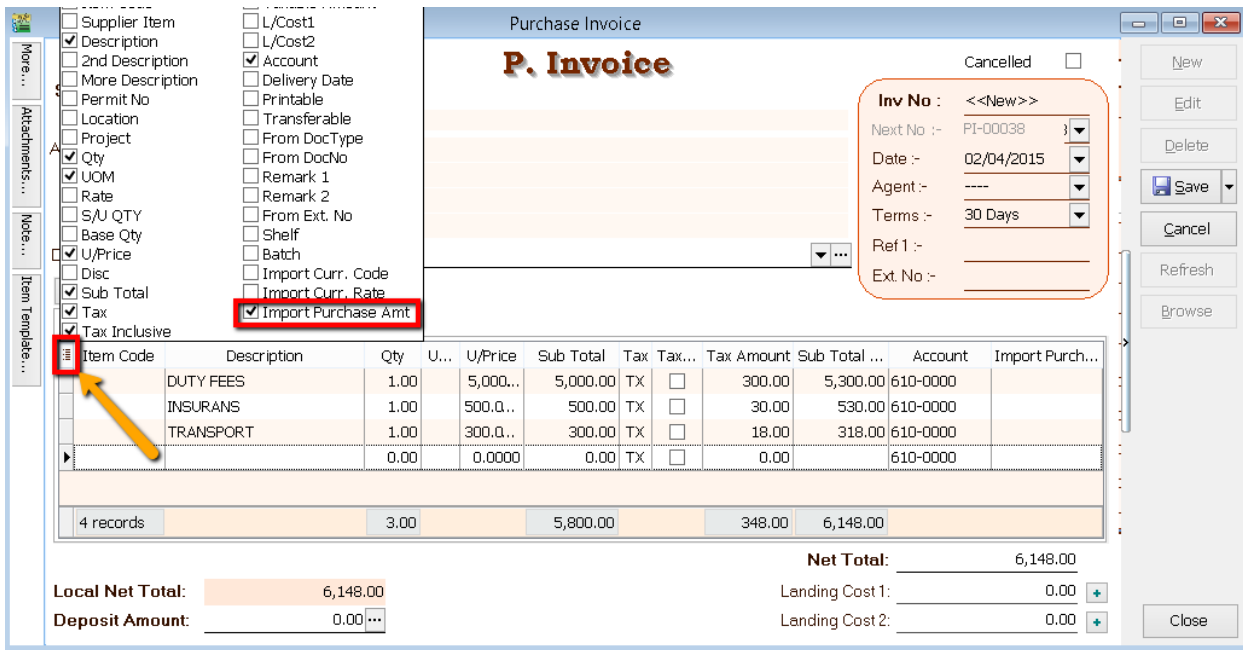 Purchase Invoice
Supplier Item
Description
2nd Description
More Description
Permit No
Location
Project
Qty
UOM
Rate
S/U QTY
Base Qty
U/Price
Disc
Sub Total
Tax
Tax Inclusive
L/Cost1
L/Cost2
Account
Delivery Date
Printable
Transferable
From DocType
From DocNo
Remark 1
Remark 2
From Ext. No
Shelf
Batch
Import Curr. Code
Import Curr. Rate
Import Purchase Amt
More...
Attachments...
Note...
Item Template...
P. Invoice
Cancelled
Inv No : <<New>>
Next No :- PI-00038
Date :- 02/04/2015
Agent :- ----
Terms :- 30 Days
Ref 1 :-
Ext. No :-
New
Edit
Delete
Save
Cancel
Refresh
Browse
Item Code Description Qty U... U/Price Sub Total Tax Tax... Tax Amount Sub Total ... Account Import Purch...
DUTY FEES 1.00 5,000... 5,000.00 TX 300.00 5,300.00 610-0000
INSURANS 1.00 500.0... 500.00 TX 30.00 530.00 610-0000
TRANSPORT 1.00 300.0... 300.00 TX 18.00 318.00 610-0000
0.00 0.0000 0.00 TX 0.00 610-0000
4 records 3.00 5,800.00 348.00 6,148.00
Net Total: 6,148.00
Local Net Total: 6,148.00
Landing Cost 1: 0.00
Deposit Amount: 0.00
Landing Cost 2: 0.00
Close